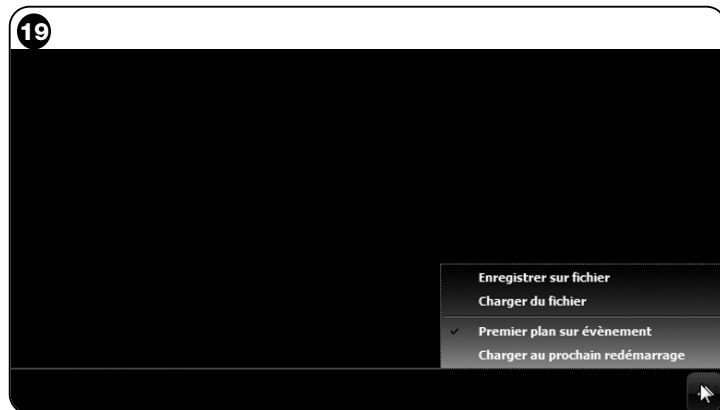 19
Enregistrer sur fichier
Charger du fichier
Premier plan sur évènement
Charger au prochain redémarrage